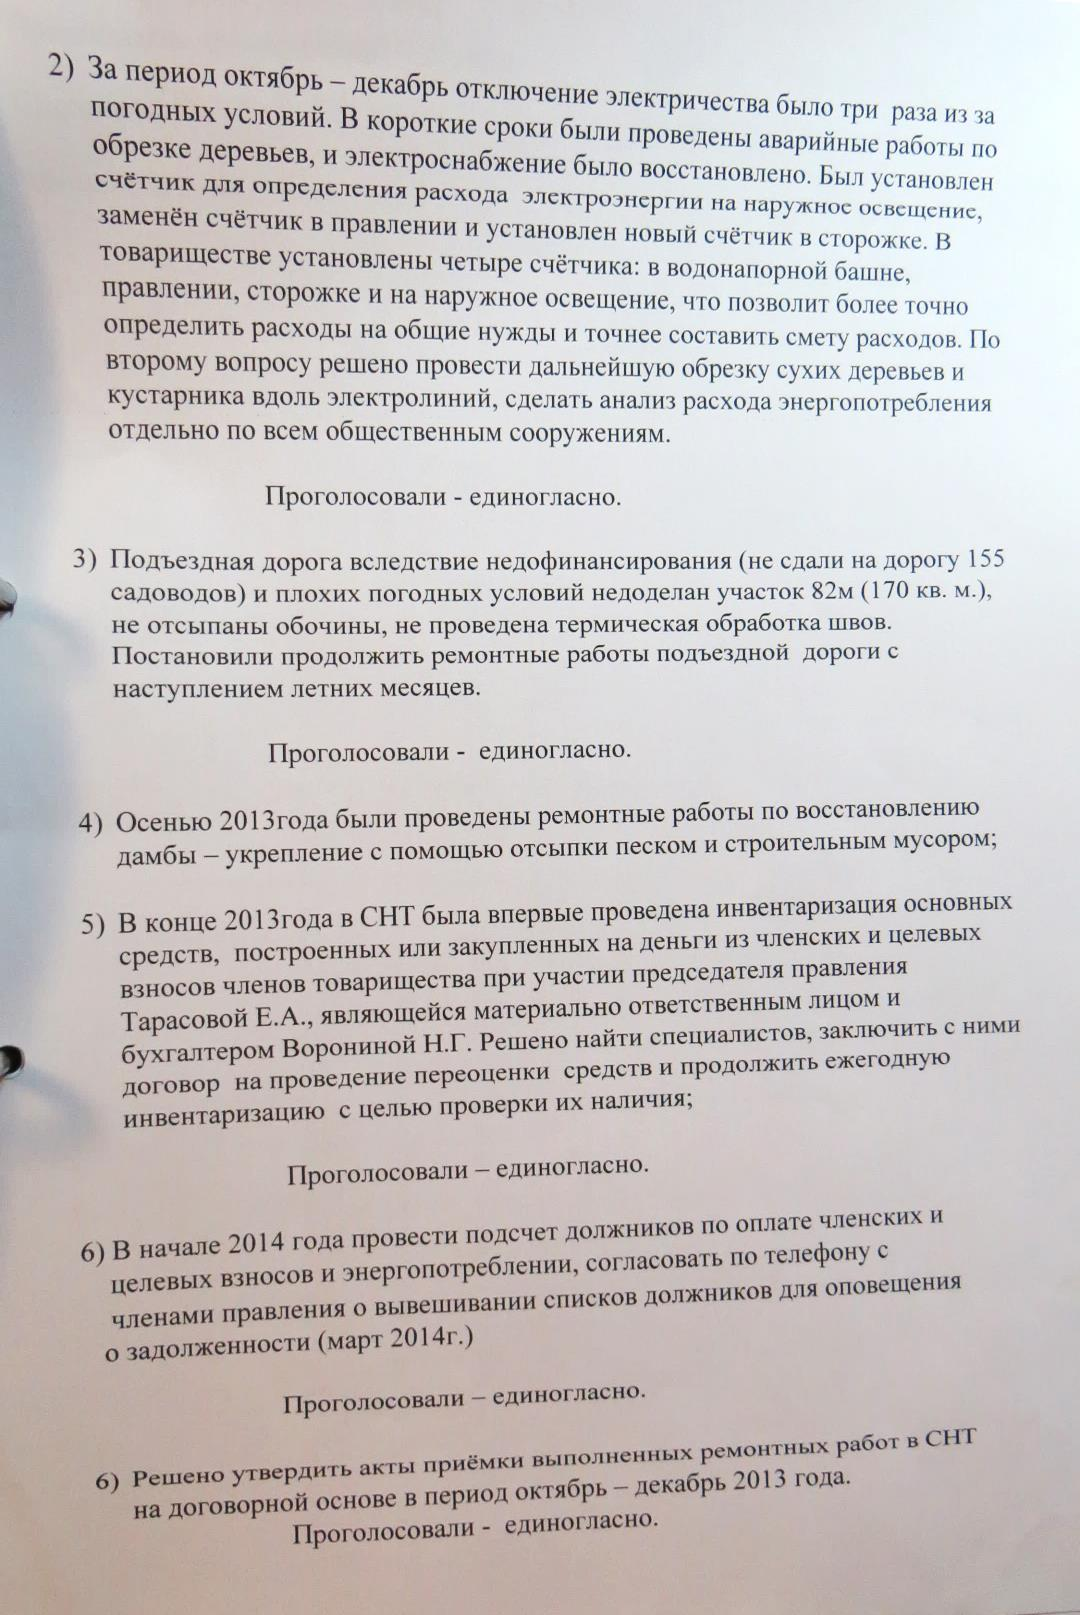 2) За период октябрь – декабрь отключение электричества было три раза из за
погодных условий. В короткие сроки были проведены аварийные работы по
обрезке деревьев, и электроснабжение было восстановлено. Был установлен
счётчик для определения расхода электроэнергии на наружное освещение,
заменён счётчик в правлении и установлен новый счётчик в сторожке. В
товариществе установлены четыре счётчика: в водонапорной башне,
правлении, сторожке и на наружное освещение, что позволит более точно
определить расходы на общие нужды и точнее составить смету расходов. По
второму вопросу решено провести дальнейшую обрезку сухих деревьев и
кустарника вдоль электролиний, сделать анализ расхода энергопотребления
отдельно по всем общественным сооружениям.
Проголосовали - единогласно.
3) Подъездная дорога вследствие недофинансирования (не сдали на дорогу 155
садоводов) и плохих погодных условий недоделан участок 82м (170 кв. м.),
не отсыпаны обочины, не проведена термическая обработка швов.
Постановили продолжить ремонтные работы подъездной дороги с
наступлением летних месяцев.
Проголосовали - единогласно.
4) Осенью 2013года были проведены ремонтные работы по восстановлению
дамбы – укрепление с помощью отсыпки песком и строительным мусором;
5) В конце 2013года в СНТ была впервые проведена инвентаризация основных
средств, построенных или закупленных на деньги из членских и целевых
взносов членов товарищества при участии председателя правления
Тарасовой Е.А., являющейся материально ответственным лицом и
бухгалтером Ворониной Н.Г. Решено найти специалистов, заключить с ними
договор на проведение переоценки средств и продолжить ежегодную
инвентаризацию с целью проверки их наличия;
Проголосовали – единогласно.
6) В начале 2014 года провести подсчет должников по оплате членских и
целевых взносов и энергопотреблении, согласовать по телефону с
членами правления о вывешивании списков должников для оповещения
о задолженности (март 2014г.)
Проголосовали – единогласно.
6) Решено утвердить акты приёмки выполненных ремонтных работ в СНТ
на договорной основе в период октябрь – декабрь 2013 года.
Проголосовали - единогласно.